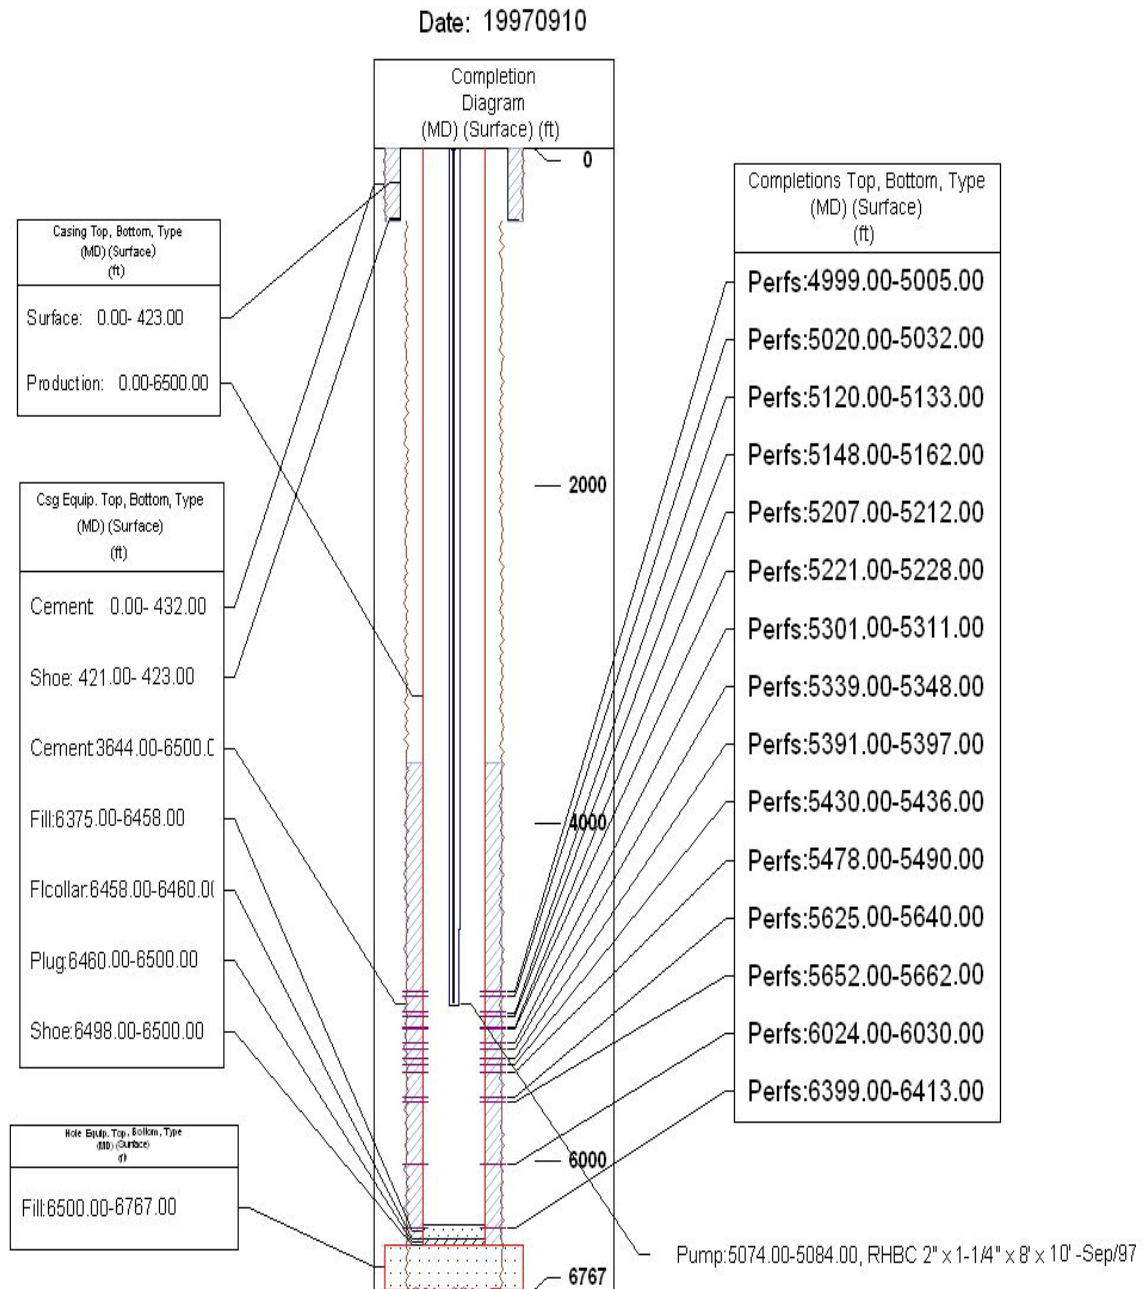 Date: 19970910
Completion
Diagram
(MD) (Surface) (ft)
0
2000
4000
6000
6767
Casing Top, Bottom, Type
(MD) (Surface)
(ft)
Surface: 0.00- 423.00
Production: 0.00-6500.00
Csg Equip. Top, Bottom, Type
(MD) (Surface)
(ft)
Cement: 0.00- 432.00
Shoe: 421.00- 423.00
Cement:3644.00-6500.0
Fill:6375.00-6458.00
Flcollar:6458.00-6460.00
Plug:6460.00-6500.00
Shoe:6498.00-6500.00
Hole Equip. Top, Bottom, Type
(MD) (Surface)
(ft)
Fill:6500.00-6767.00
Completions Top, Bottom, Type
(MD) (Surface)
(ft)
Perfs:4999.00-5005.00
Perfs:5020.00-5032.00
Perfs:5120.00-5133.00
Perfs:5148.00-5162.00
Perfs:5207.00-5212.00
Perfs:5221.00-5228.00
Perfs:5301.00-5311.00
Perfs:5339.00-5348.00
Perfs:5391.00-5397.00
Perfs:5430.00-5436.00
Perfs:5478.00-5490.00
Perfs:5625.00-5640.00
Perfs:5652.00-5662.00
Perfs:6024.00-6030.00
Perfs:6399.00-6413.00
Pump:5074.00-5084.00, RHBC 2" x 1-1/4" x 8' x 10' -Sep/97